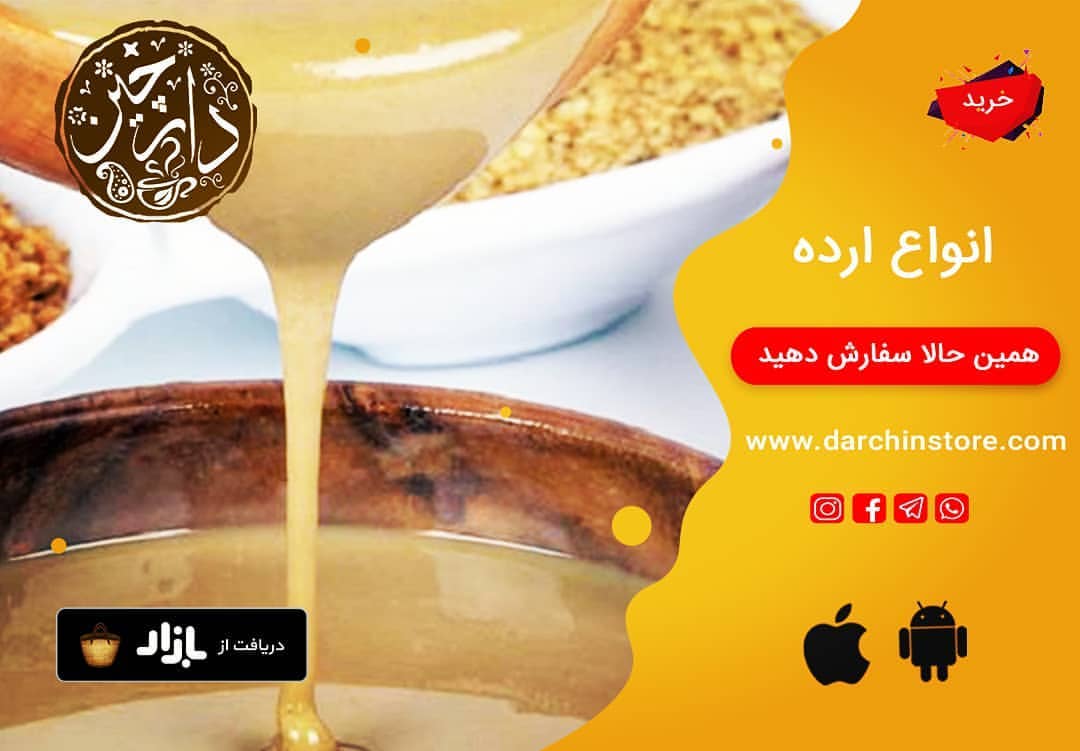 دارچین
خرید
انواع ارده
همین حالا سفارش دهید
www.darchinstore.com
دریافت از بازار